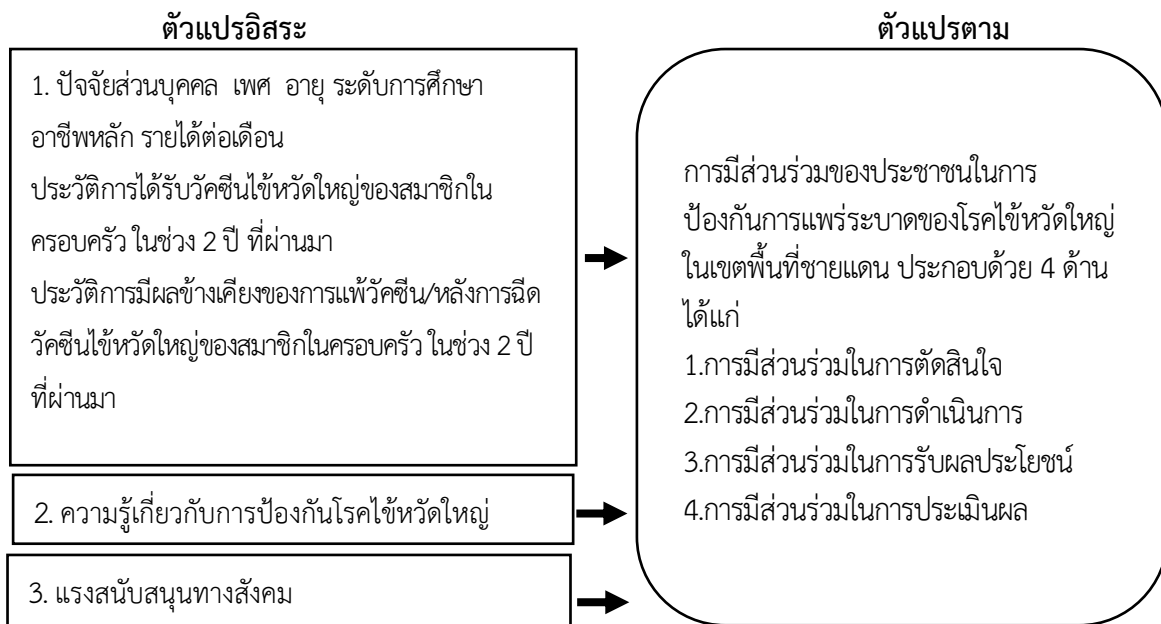 ตัวแปรอิสระ
1. ปัจจัยส่วนบุคคล เพศ อายุ ระดับการศึกษา
อาชีพหลัก รายได้ต่อเดือน
ประวัติการได้รับวัคซีนไข้หวัดใหญ่ของสมาชิกใน
ครอบครัว ในช่วง 2 ปี ที่ผ่านมา
ประวัติการมีผลข้างเคียงของการแพ้วัคซีน/หลังการฉีด
วัคซีนไข้หวัดใหญ่ของสมาชิกในครอบครัว ในช่วง 2 ปี
ที่ผ่านมา
2. ความรู้เกี่ยวกับการป้องกันโรคไข้หวัดใหญ่
3. แรงสนับสนุนทางสังคม
ตัวแปรตาม
การมีส่วนร่วมของประชาชนในการ
ป้องกันการแพร่ระบาดของโรคไข้หวัดใหญ่
ในเขตพื้นที่ชายแดน ประกอบด้วย 4 ด้าน
ได้แก่
1.การมีส่วนร่วมในการตัดสินใจ
2.การมีส่วนร่วมในการดำเนินการ
3.การมีส่วนร่วมในการรับผลประโยชน์
4.การมีส่วนร่วมในการประเมินผล